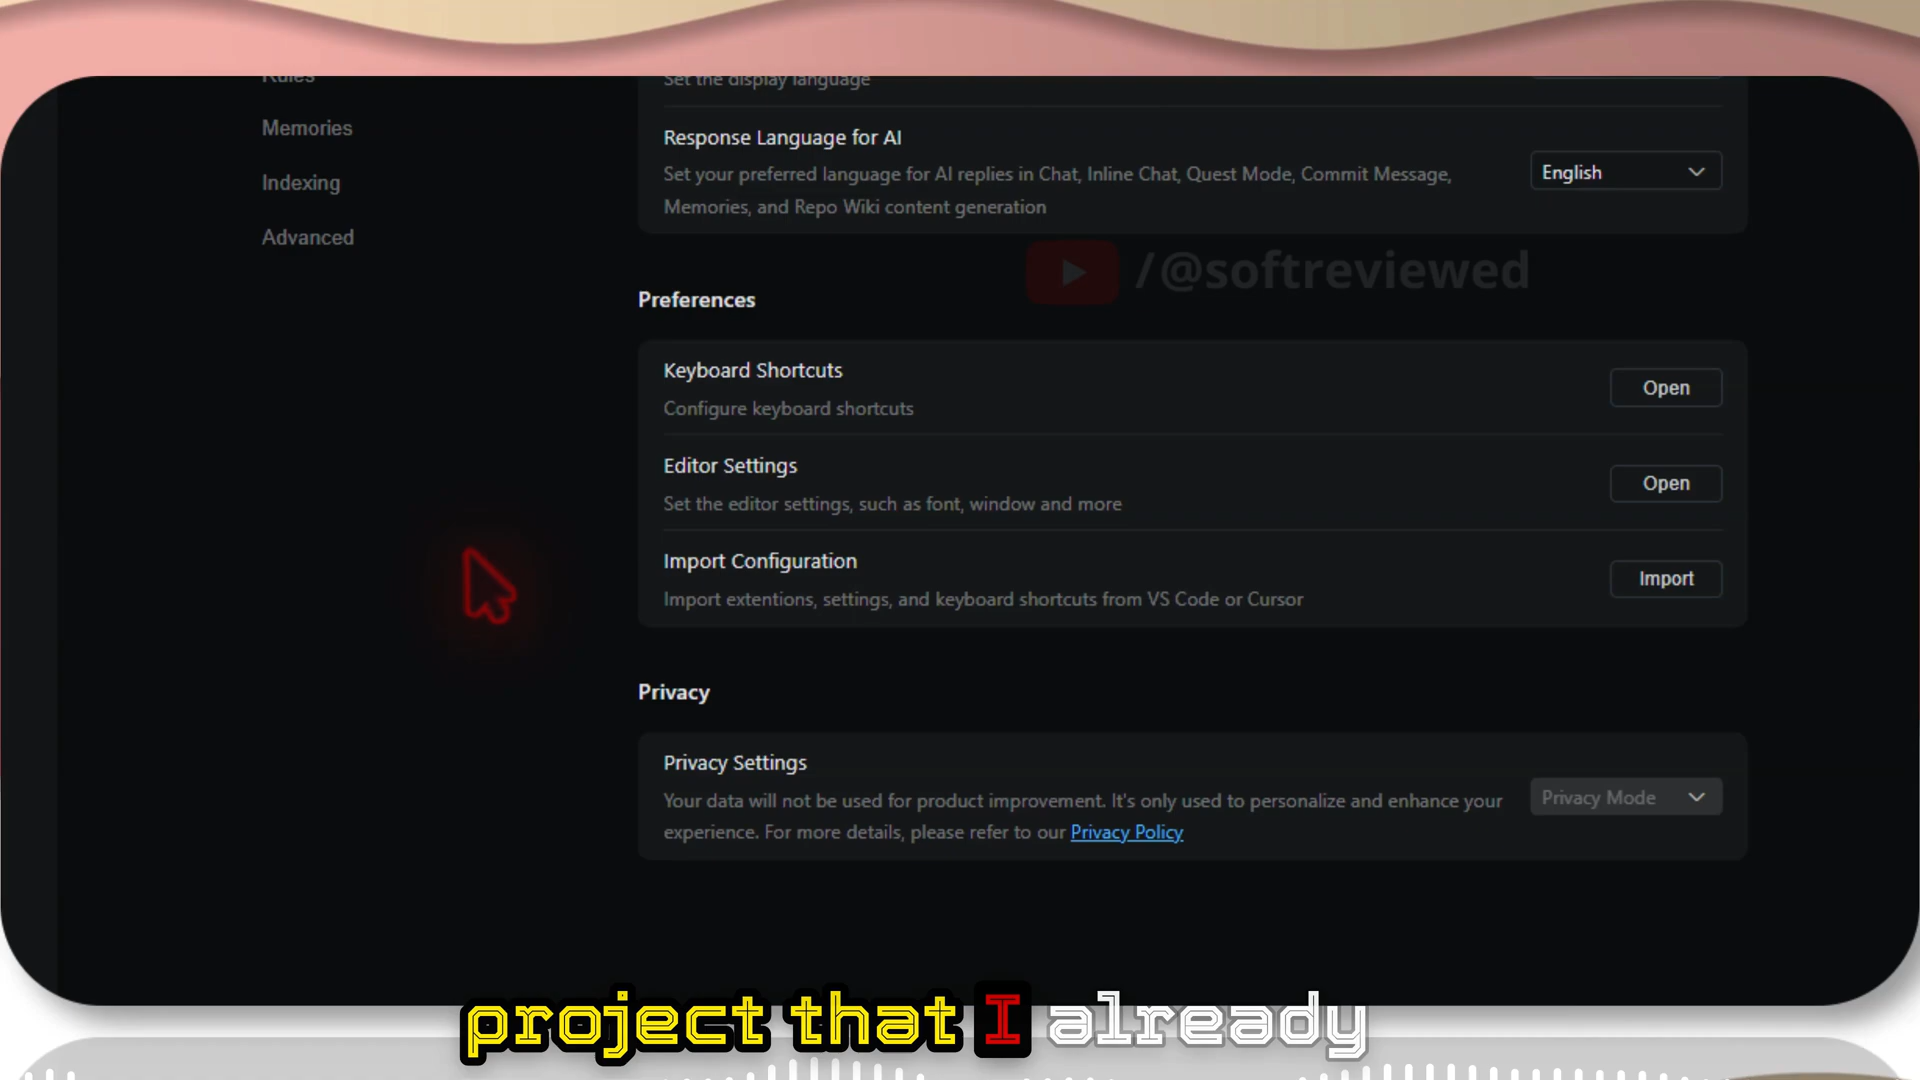 Rules
Set the display language
Memories
Response Language for AI
Set your preferred language for AI replies in Chat, Inline Chat, Quest Mode, Commit Message,
Memories, and Repo Wiki content generation
English
Indexing
Advanced
/@softreviewed
Preferences
Keyboard Shortcuts
Configure keyboard shortcuts
Open
Editor Settings
Set the editor settings, such as font, window and more
Open
Import Configuration
Import extentions, settings, and keyboard shortcuts from VS Code or Cursor
Import
Privacy
Privacy Settings
Your data will not be used for product improvement. It's only used to personalize and enhance your
experience. For more details, please refer to our Privacy Policy
Privacy Mode
project that I already